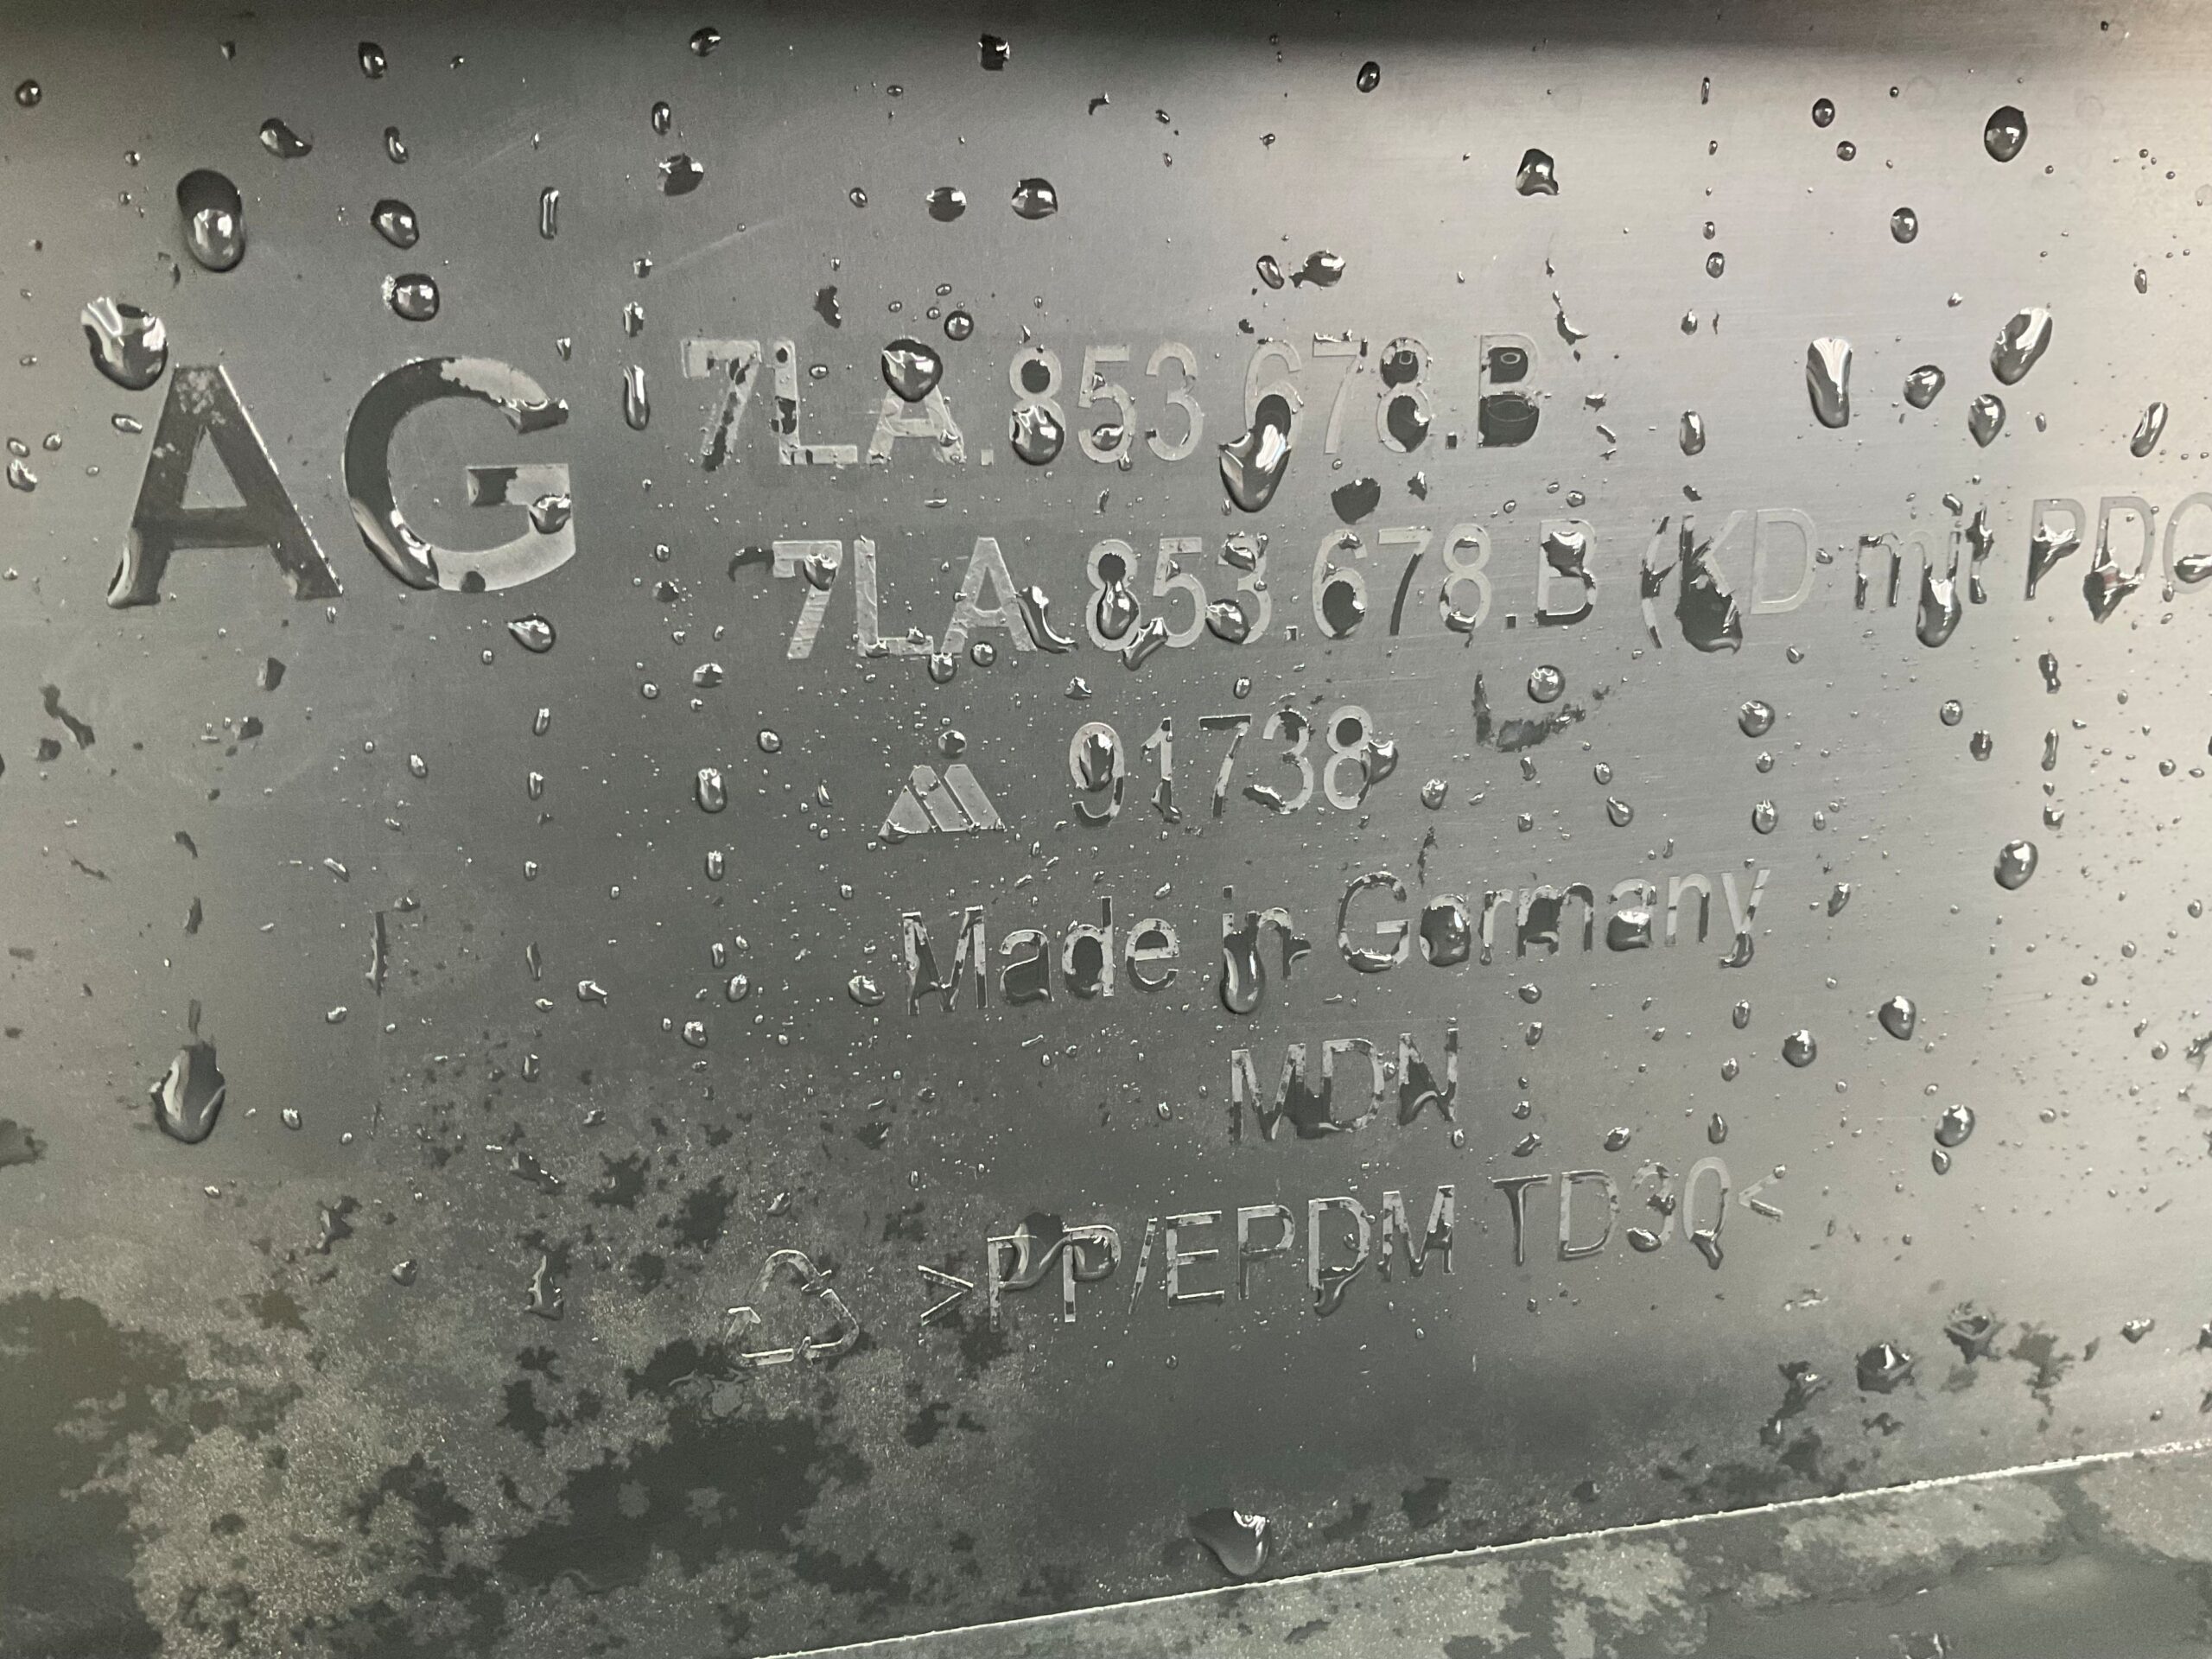 AG
7LA.853.678.B
7LA.853.678.B (KD mit PDC
91738
Made in Germany
MDN
>PP/EPDM TD30<